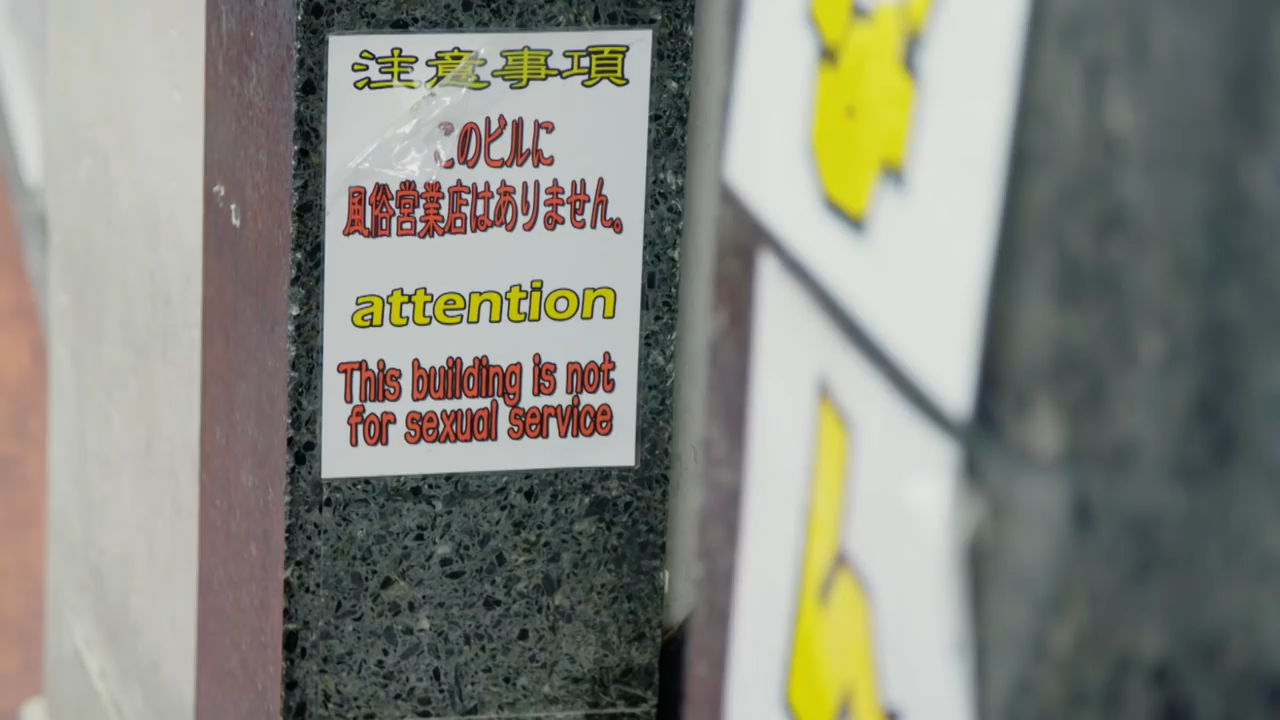 注意事項
このビルに
風俗営業店はありません。
attention
This building is not
for sexual service